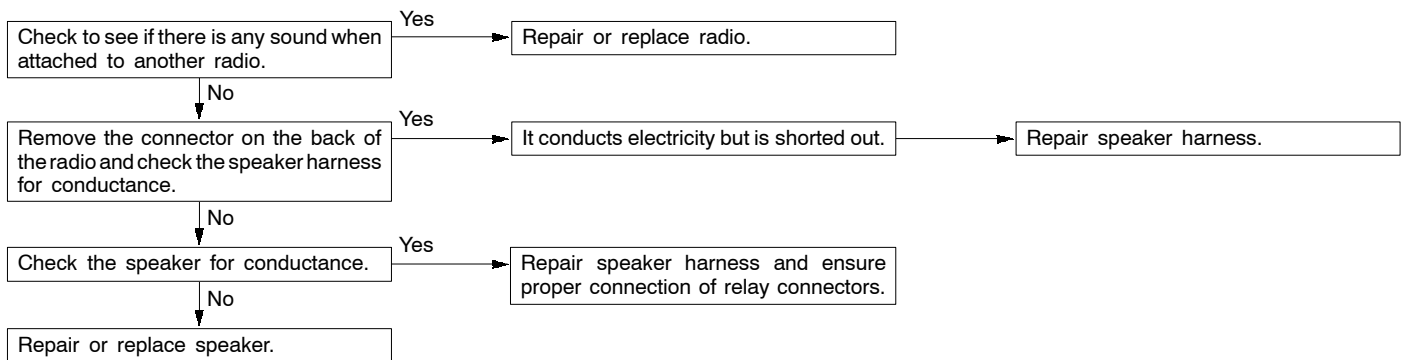 Check to see if there is any sound when
attached to another radio.
Yes
Repair or replace radio.
No
Remove the connector on the back of
the radio and check the speaker harness
for conductance.
Yes
It conducts electricity but is shorted out.
Repair speaker harness.
No
Check the speaker for conductance.
Yes
Repair speaker harness and ensure
proper connection of relay connectors.
No
Repair or replace speaker.